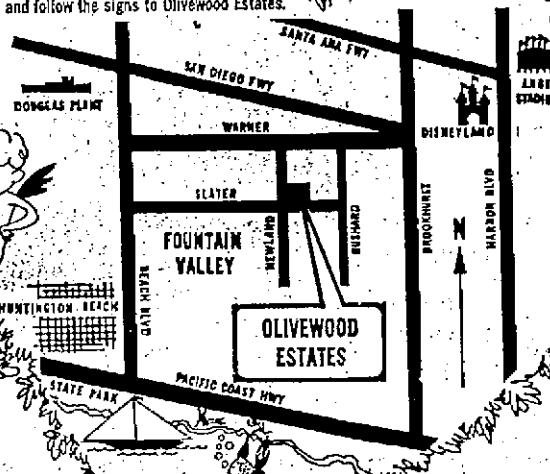 and follow the signs to Olivewood Estates.
SANTA ANA FWY
SAN DIEGO FWY
DOUGLAS PLANT
WARNER
DISNEYLAND
SLATER
FOUNTAIN
VALLEY
NEWLAND
BUSHARD
BROOKHURST
HARBOR BLVD
N
BEACH BLVD
HUNTINGTON BEACH
OLIVEWOOD
ESTATES
STATE PARK
PACIFIC COAST HWY